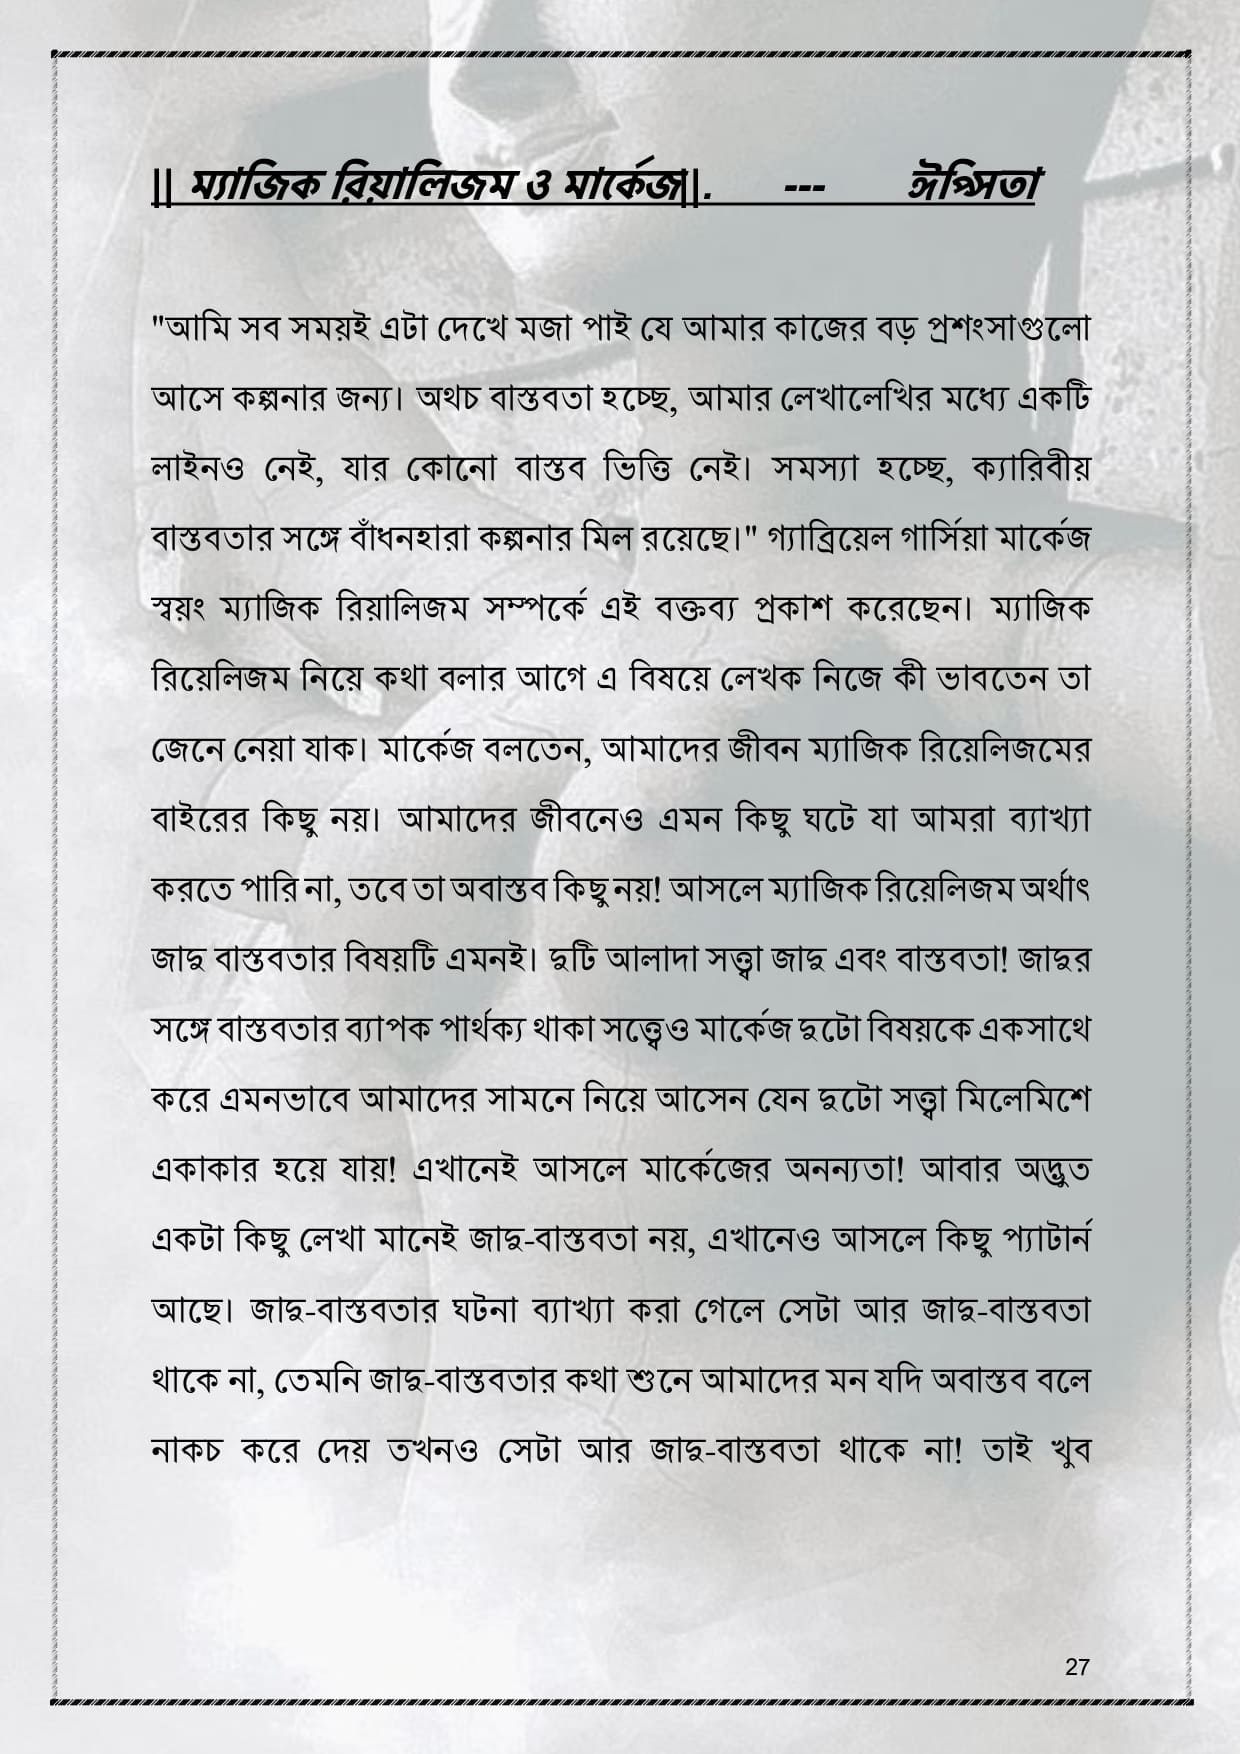 || ম্যাজিক রিয়ালিজম ও মার্কেজ||. --- ঈপ্সিতা
"আমি সব সময়ই এটা দেখে মজা পাই যে আমার কাজের বড় প্রশংসাগুলো
আসে কল্পনার জন্য। অথচ বাস্তবতা হচ্ছে, আমার লেখালেখির মধ্যে একটি
লাইনও নেই, যার কোনো বাস্তব ভিত্তি নেই। সমস্যা হচ্ছে, ক্যারিবীয়
বাস্তবতার সঙ্গে বাঁধনহারা কল্পনার মিল রয়েছে।" গ্যাব্রিয়েল গার্সিয়া মার্কেজ
স্বয়ং ম্যাজিক রিয়ালিজম সম্পর্কে এই বক্তব্য প্রকাশ করেছেন। ম্যাজিক
রিয়েলিজম নিয়ে কথা বলার আগে এ বিষয়ে লেখক নিজে কী ভাবতেন তা
জেনে নেয়া যাক। মার্কেজ বলতেন, আমাদের জীবন ম্যাজিক রিয়েলিজমের
বাইরের কিছু নয়। আমাদের জীবনেও এমন কিছু ঘটে যা আমরা ব্যাখ্যা
করতে পারি না, তবে তা অবাস্তব কিছু নয়! আসলে ম্যাজিক রিয়েলিজম অর্থাৎ
জাদু বাস্তবতার বিষয়টি এমনই। দুটি আলাদা সত্ত্বা জাদু এবং বাস্তবতা! জাদুর
সঙ্গে বাস্তবতার ব্যাপক পার্থক্য থাকা সত্ত্বেও মার্কেজ দুটো বিষয়কে একসাথে
করে এমনভাবে আমাদের সামনে নিয়ে আসেন যেন দুটো সত্ত্বা মিলেমিশে
একাকার হয়ে যায়! এখানেই আসলে মার্কেজের অনন্যতা! আবার অদ্ভুত
একটা কিছু লেখা মানেই জাদু-বাস্তবতা নয়, এখানেও আসলে কিছু প্যাটার্ন
আছে। জাদু-বাস্তবতার ঘটনা ব্যাখ্যা করা গেলে সেটা আর জাদু-বাস্তবতা
থাকে না, তেমনি জাদু-বাস্তবতার কথা শুনে আমাদের মন যদি অবাস্তব বলে
নাকচ করে দেয় তখনও সেটা আর জাদু-বাস্তবতা থাকে না! তাই খুব
27